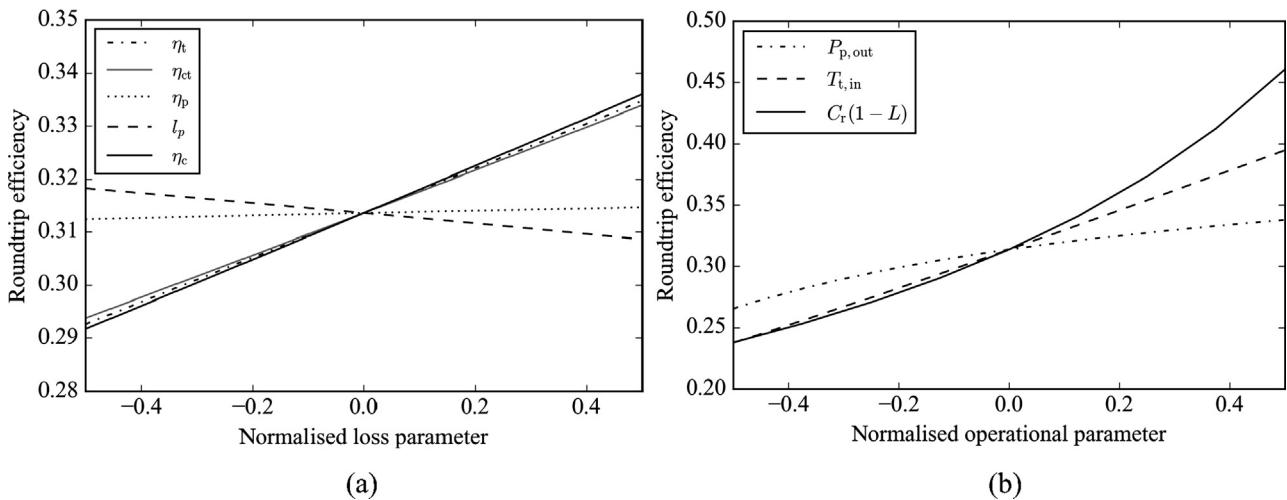 0.35
0.34
0.33
0.32
0.31
0.30
0.29
0.28
Roundtrip efficiency
η_t
η_ct
η_p
l_p
η_c
−0.4 −0.2 0.0 0.2 0.4
Normalised loss parameter
(a)
0.50
0.45
0.40
0.35
0.30
0.25
0.20
Roundtrip efficiency
P_p,out
T_t,in
C_r(1 − L)
−0.4 −0.2 0.0 0.2 0.4
Normalised operational parameter
(b)